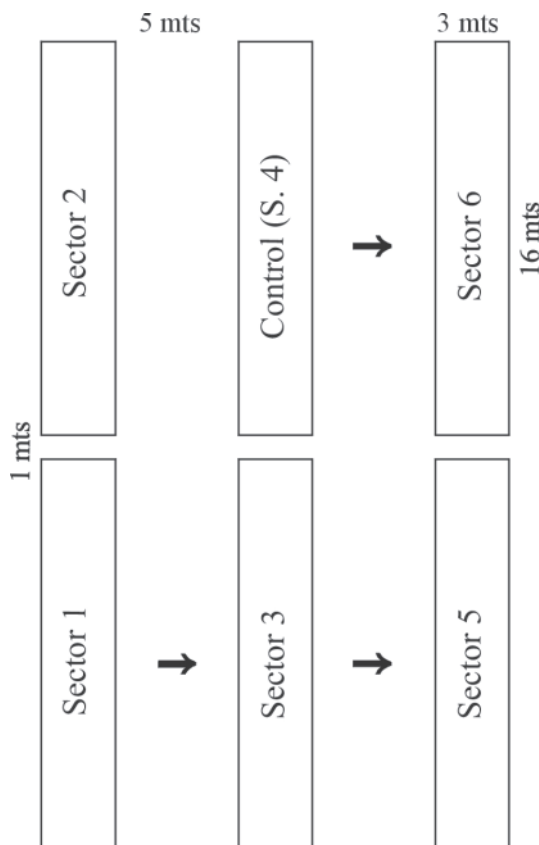 5 mts
3 mts
Sector 2
Control (S. 4)
Sector 6
16 mts
1 mts
Sector 1
Sector 3
Sector 5